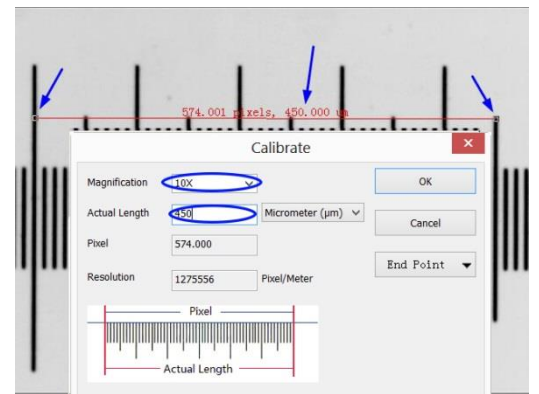 574.001 pixels, 450.000 um
Calibrate
Magnification 10X
OK
Actual Length 450 Micrometer (µm)
Cancel
Pixel 574.000
End Point
Resolution 1275556 Pixel/Meter
Pixel
Actual Length